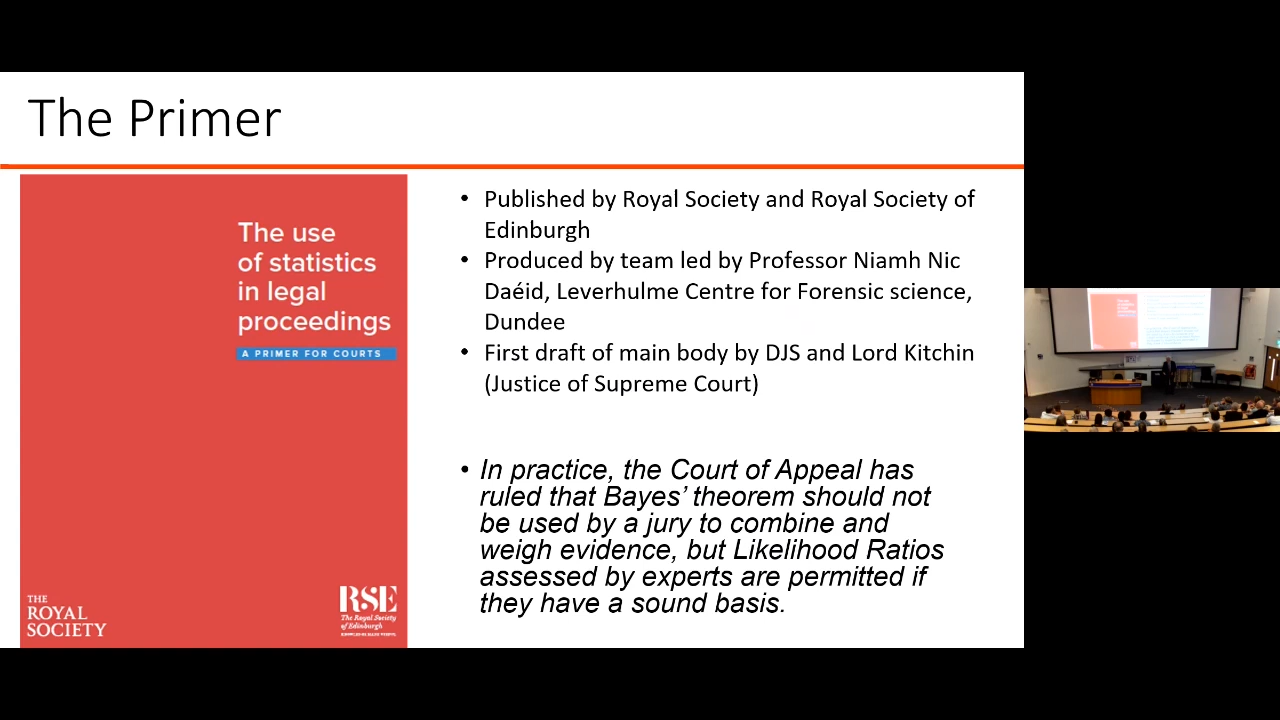 The Primer
The use
of statistics
in legal
proceedings
A PRIMER FOR COURTS
THE
ROYAL
SOCIETY
RSE
The Royal Society
of Edinburgh
• Published by Royal Society and Royal Society of
Edinburgh
• Produced by team led by Professor Niamh Nic
Daéid, Leverhulme Centre for Forensic science,
Dundee
• First draft of main body by DJS and Lord Kitchin
(Justice of Supreme Court)
• In practice, the Court of Appeal has
ruled that Bayes’ theorem should not
be used by a jury to combine and
weigh evidence, but Likelihood Ratios
assessed by experts are permitted if
they have a sound basis.